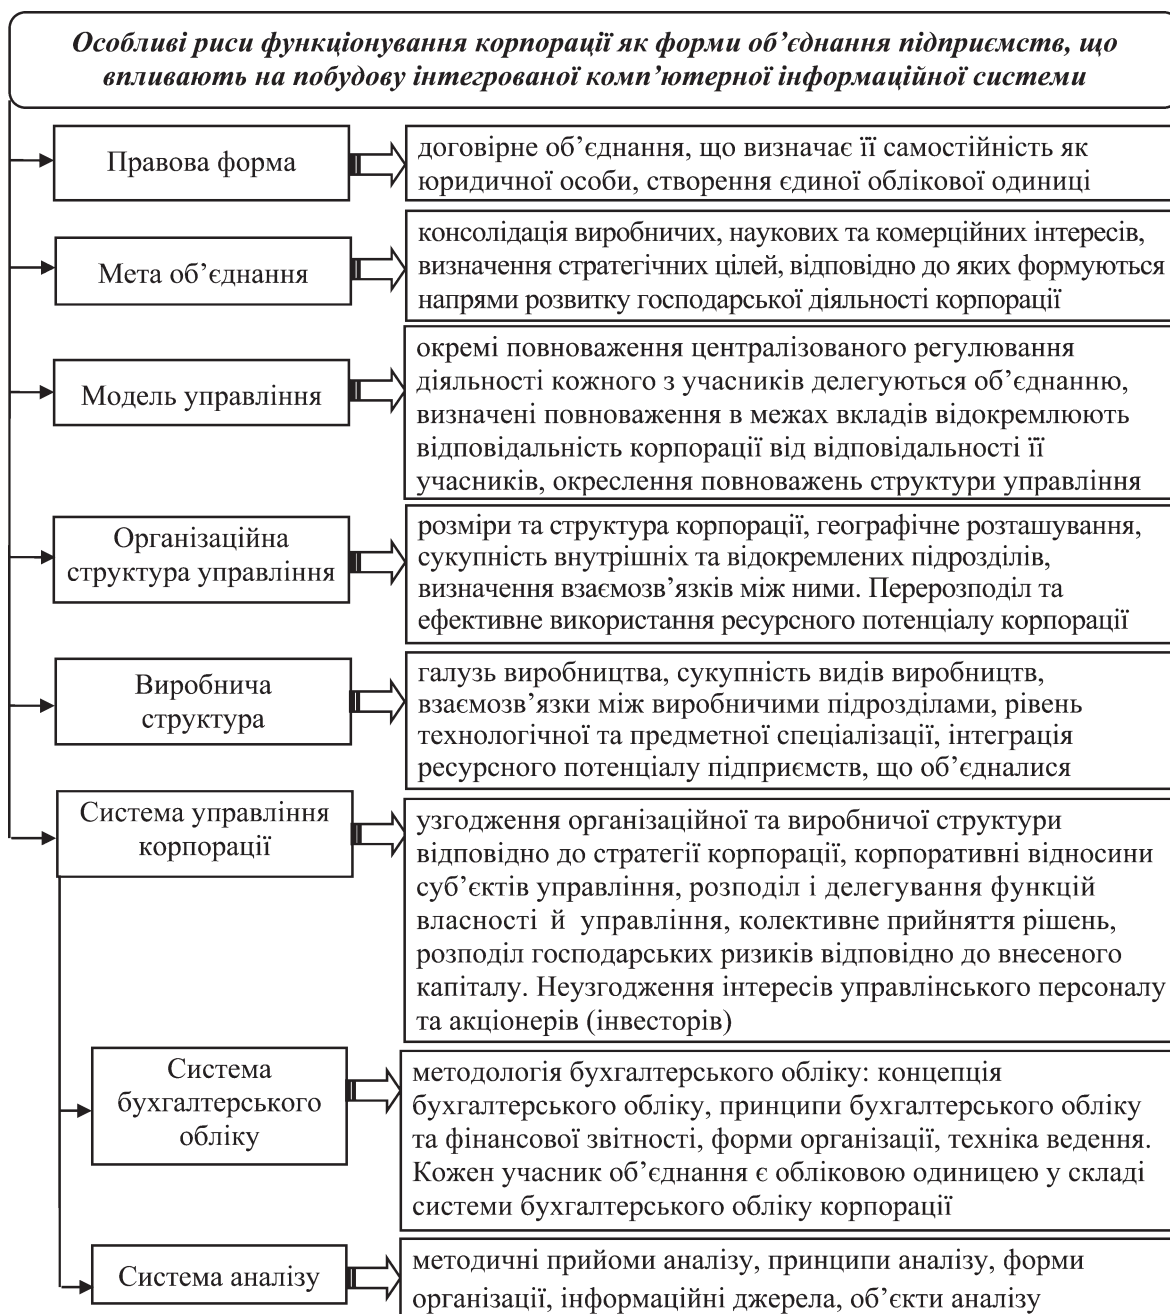 Особливі риси функціонування корпорації як форми об’єднання підприємств, що
впливають на побудову інтегрованої комп’ютерної інформаційної системи
Правова форма
договірне об’єднання, що визначає її самостійність як
юридичної особи, створення єдиної облікової одиниці
Мета об’єднання
консолідація виробничих, наукових та комерційних інтересів,
визначення стратегічних цілей, відповідно до яких формуються
напрями розвитку господарської діяльності корпорації
Модель управління
окремі повноваження централізованого регулювання
діяльності кожного з учасників делегуються об’єднанню,
визначені повноваження в межах вкладів відокремлюють
відповідальність корпорації від відповідальності її
учасників, окреслення повноважень структури управління
Організаційна
структура управління
розміри та структура корпорації, географічне розташування,
сукупність внутрішніх та відокремлених підрозділів,
визначення взаємозв’язків між ними. Перерозподіл та
ефективне використання ресурсного потенціалу корпорації
Виробнича
структура
галузь виробництва, сукупність видів виробництв,
взаємозв’язки між виробничими підрозділами, рівень
технологічної та предметної спеціалізації, інтеграція
ресурсного потенціалу підприємств, що об’єдналися
Система управління
корпорації
узгодження організаційної та виробничої структури
відповідно до стратегії корпорації, корпоративні відносини
суб’єктів управління, розподіл і делегування функцій
власності й управління, колективне прийняття рішень,
розподіл господарських ризиків відповідно до внесеного
капіталу. Неузгодження інтересів управлінського персоналу
та акціонерів (інвесторів)
Система
бухгалтерського
обліку
методологія бухгалтерського обліку: концепція
бухгалтерського обліку, принципи бухгалтерського обліку
та фінансової звітності, форми організації, техніка ведення.
Кожен учасник об’єднання є обліковою одиницею у складі
системи бухгалтерського обліку корпорації
Система аналізу
методичні прийоми аналізу, принципи аналізу, форми
організації, інформаційні джерела, об’єкти аналізу